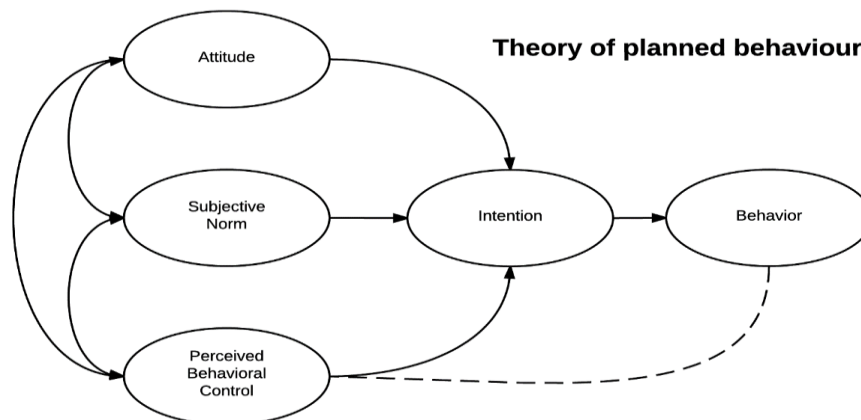 Theory of planned behaviour
Attitude
Subjective
Norm
Intention
Behavior
Perceived
Behavioral
Control